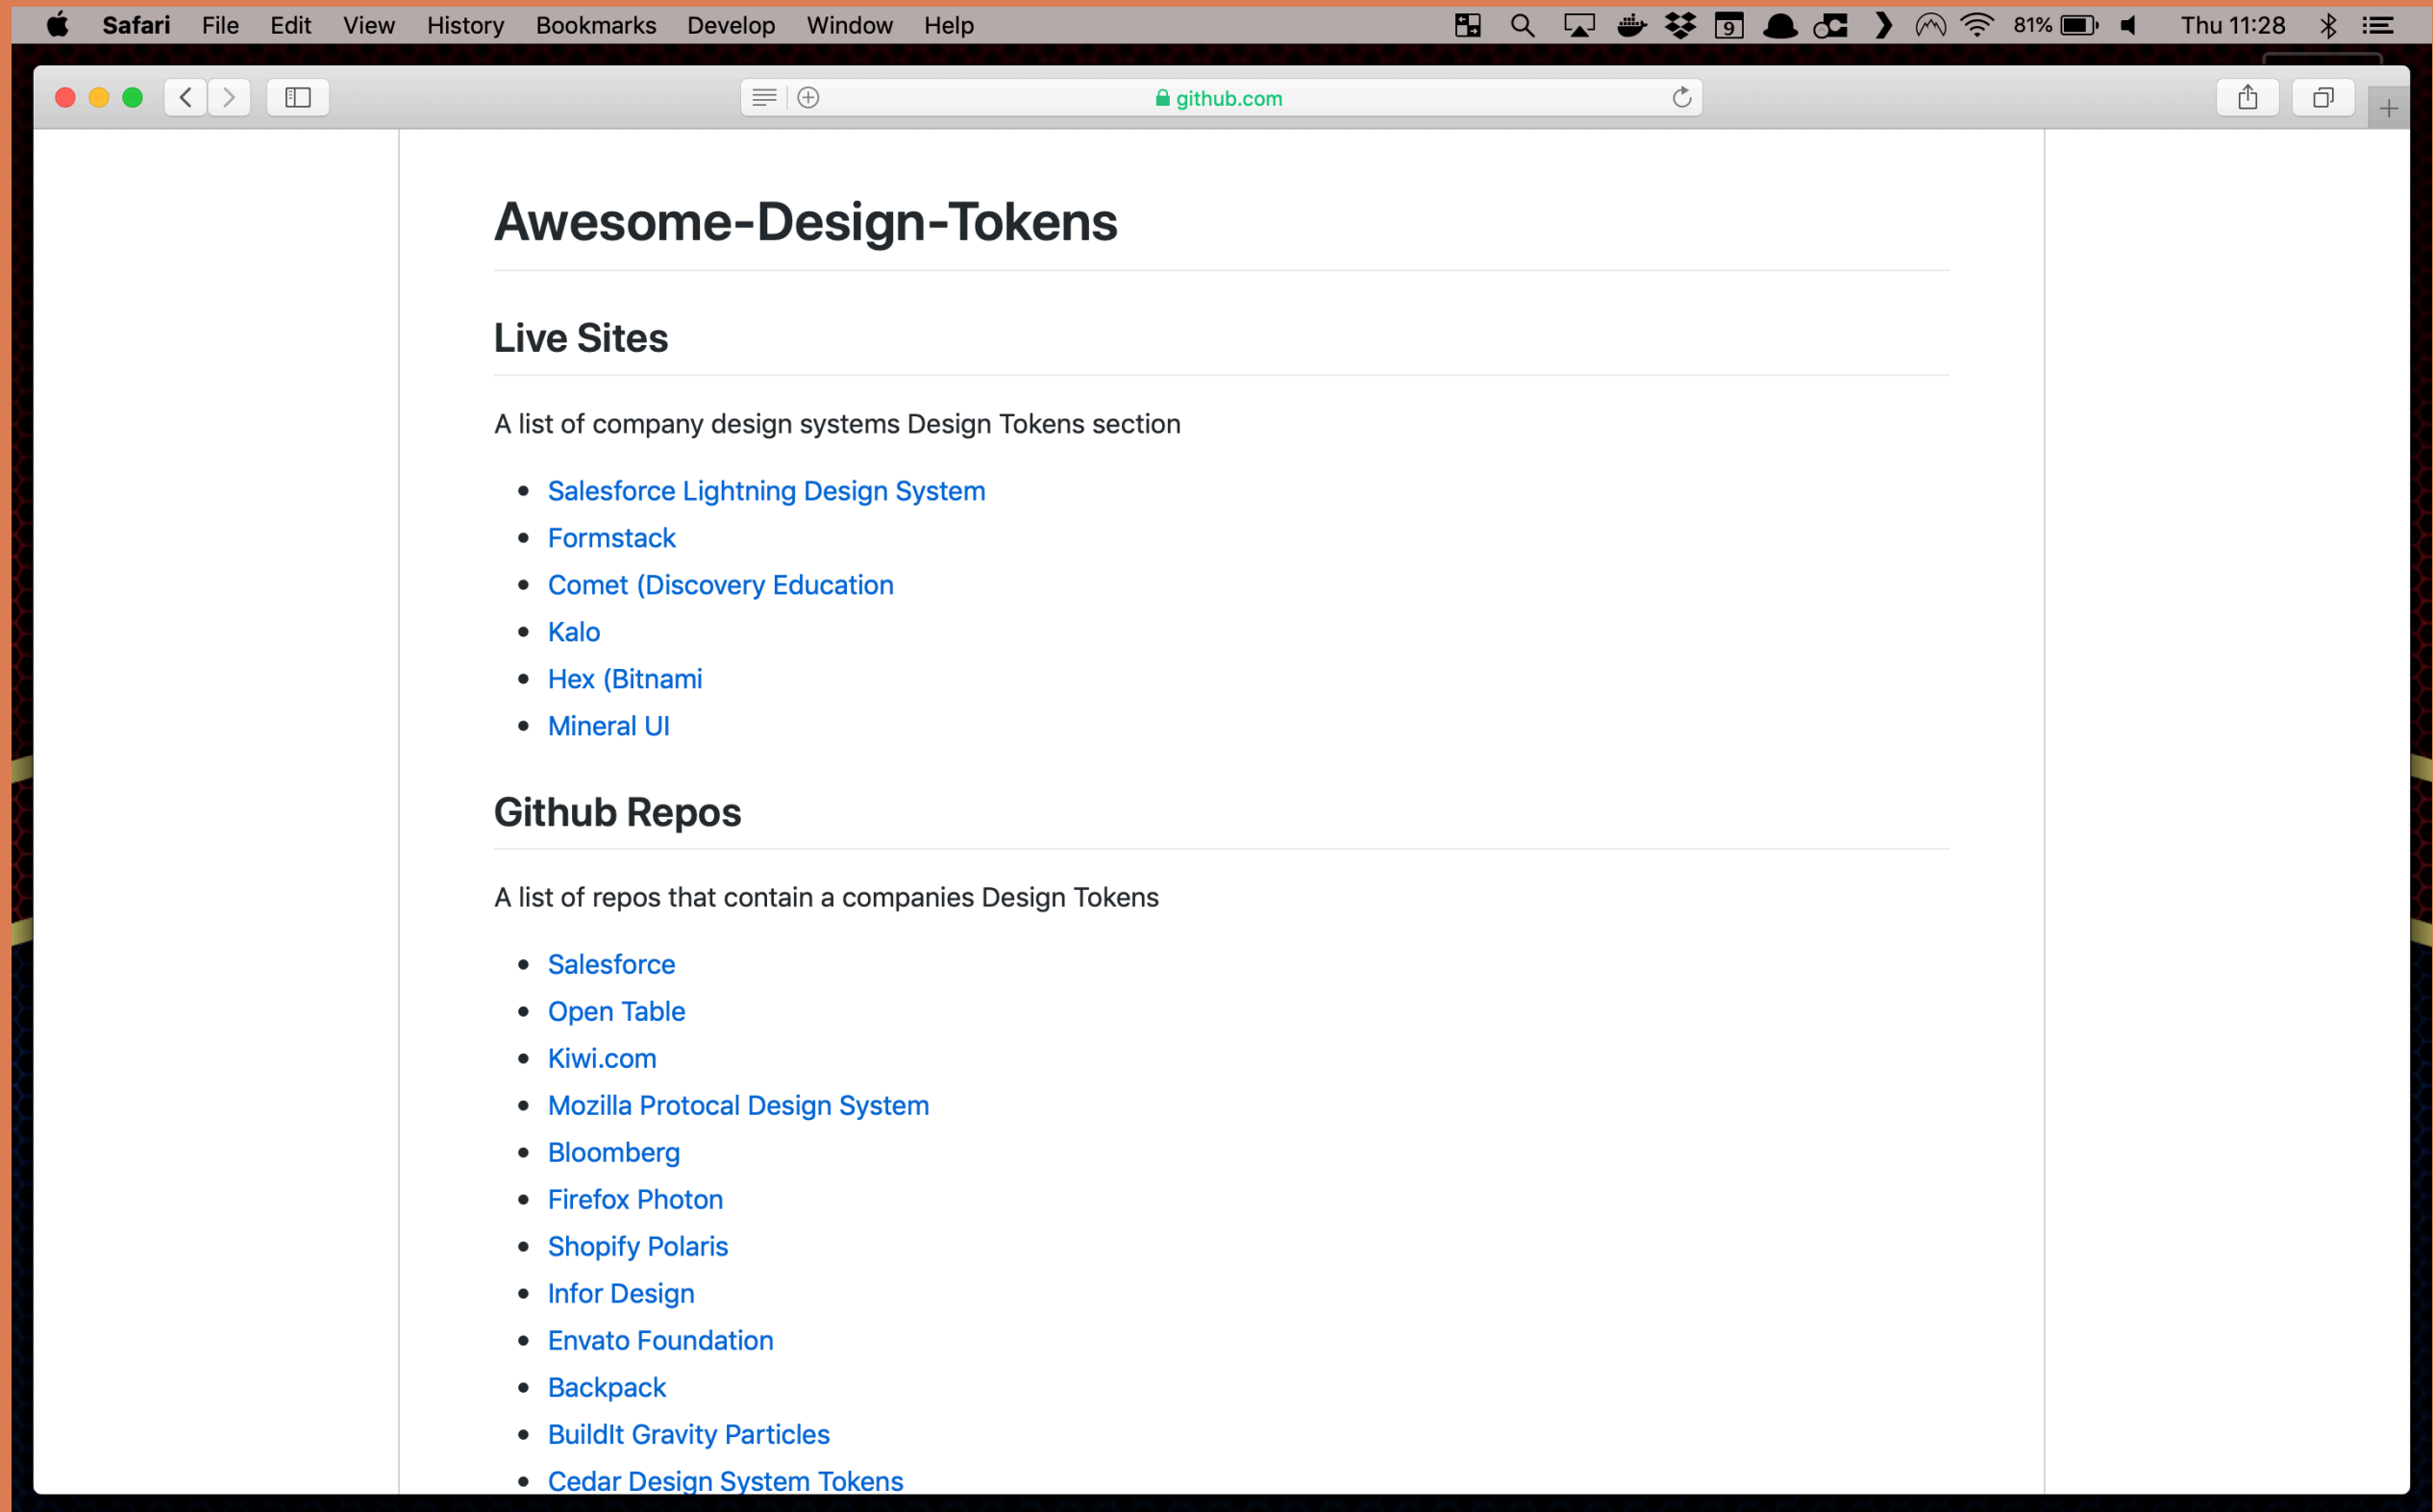 Safari File Edit View History Bookmarks Develop Window Help 9 81% Thu 11:28
github.com
Awesome-Design-Tokens
Live Sites
A list of company design systems Design Tokens section
Salesforce Lightning Design System
Formstack
Comet (Discovery Education
Kalo
Hex (Bitnami
Mineral UI
Github Repos
A list of repos that contain a companies Design Tokens
Salesforce
Open Table
Kiwi.com
Mozilla Protocal Design System
Bloomberg
Firefox Photon
Shopify Polaris
Infor Design
Envato Foundation
Backpack
BuildIt Gravity Particles
Cedar Design System Tokens